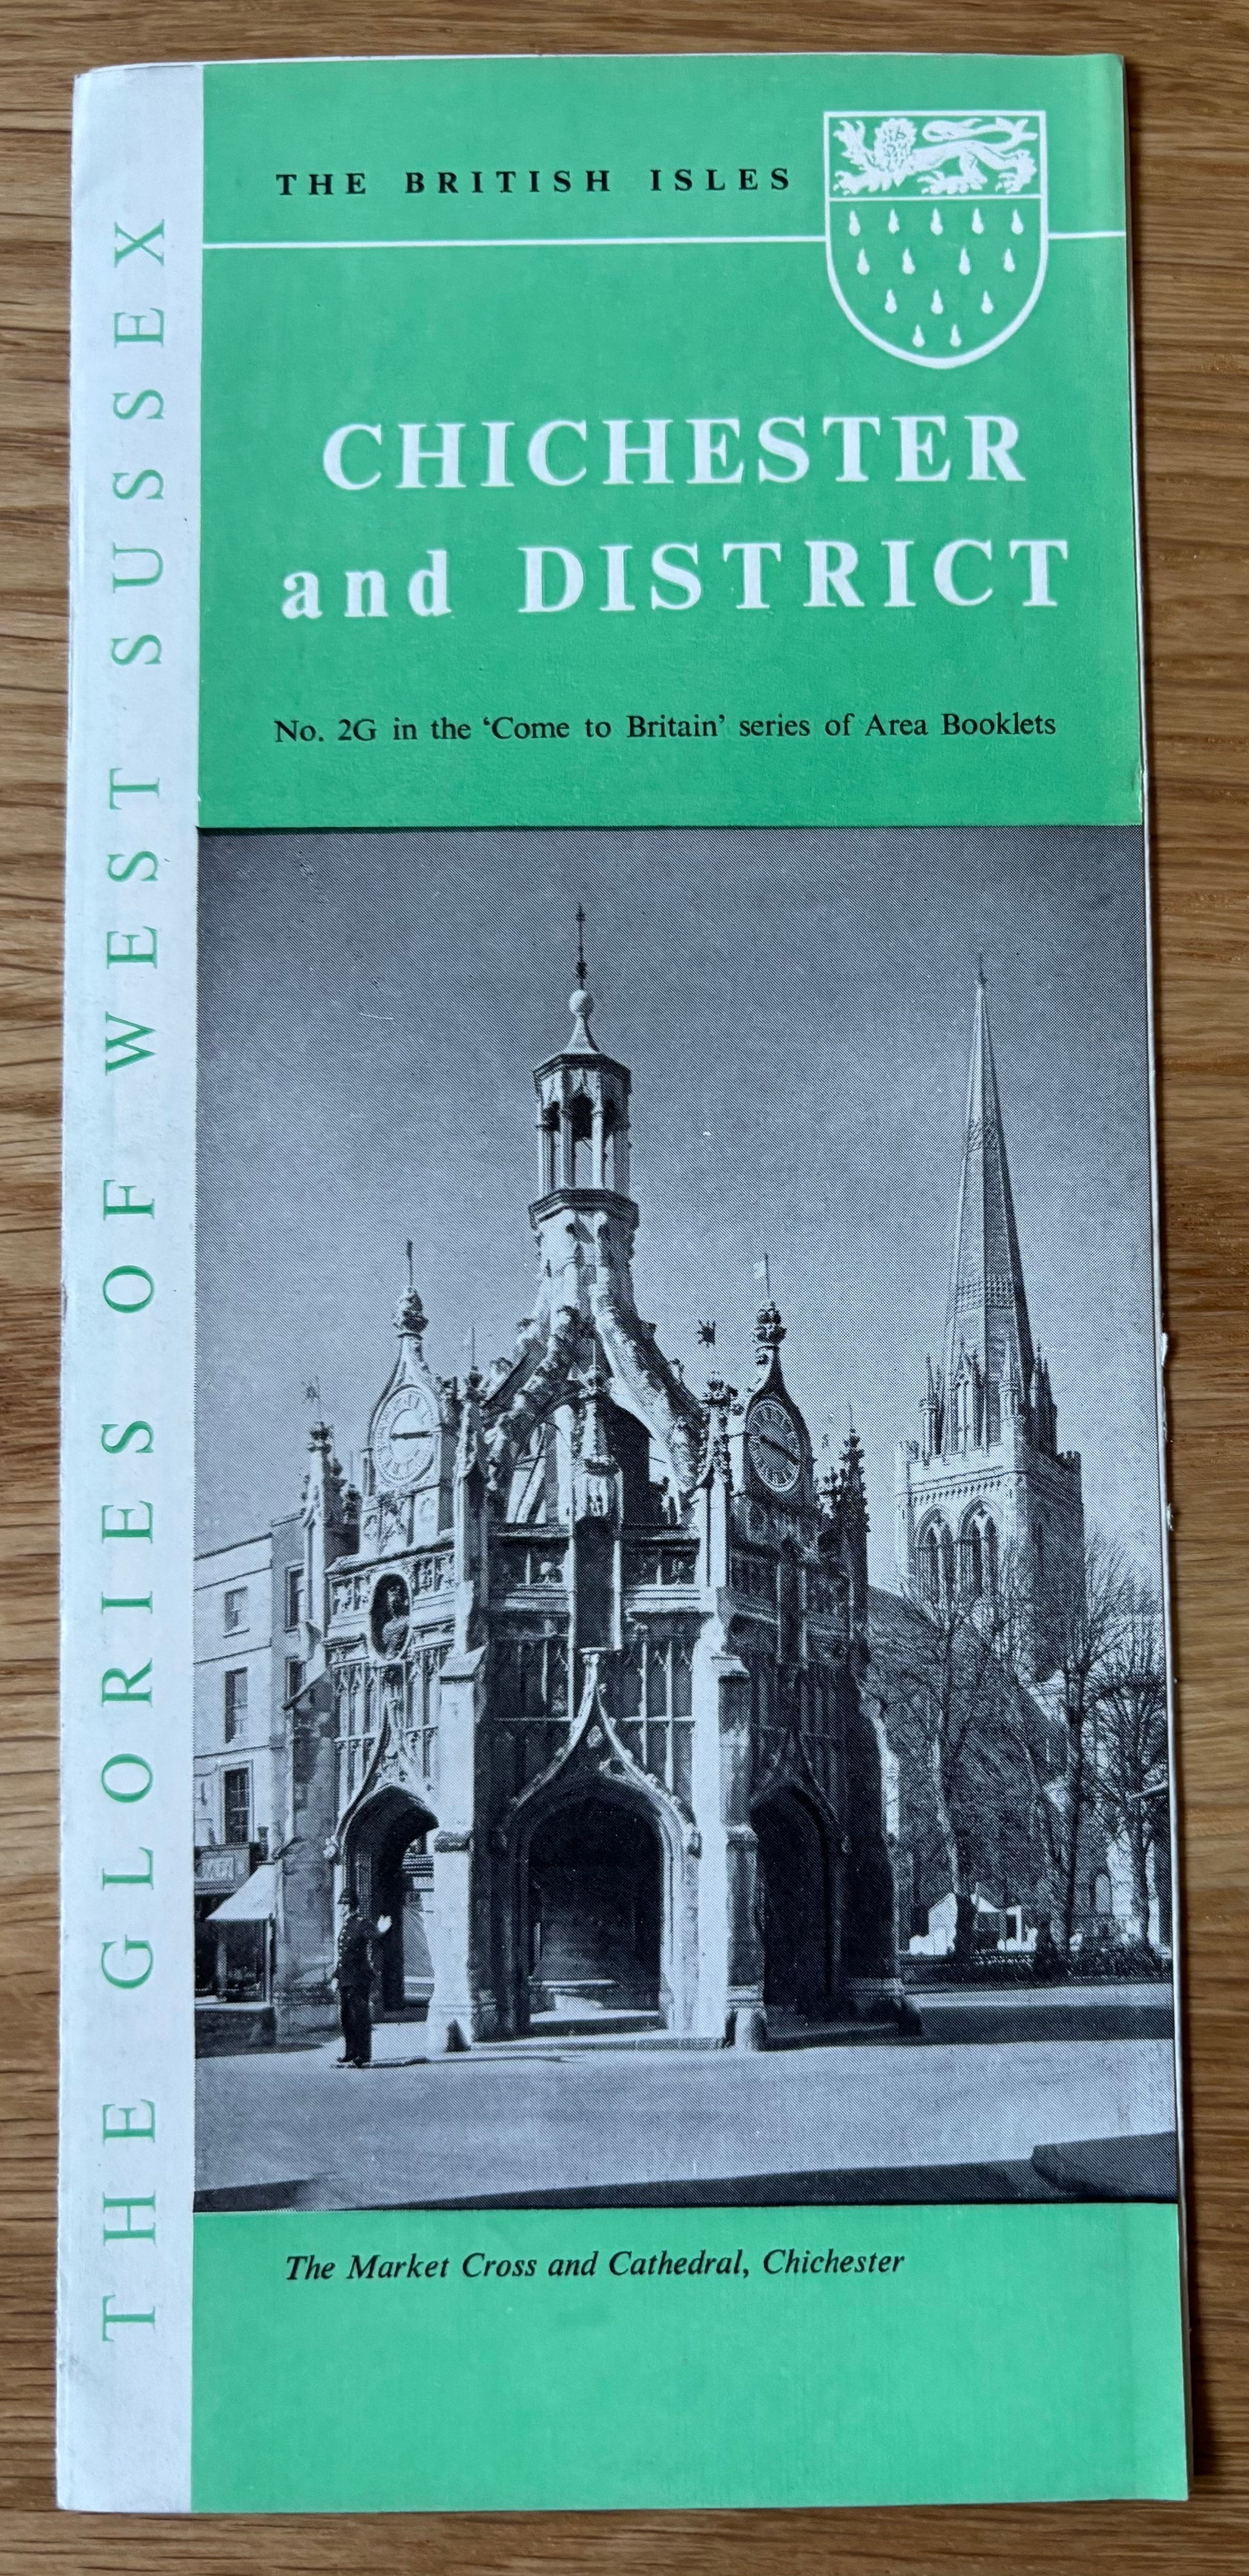 THE BRITISH ISLES
CHICHESTER
and DISTRICT
No. 2G in the ‘Come to Britain’ series of Area Booklets
THE GLORIES OF WEST SUSSEX
The Market Cross and Cathedral, Chichester